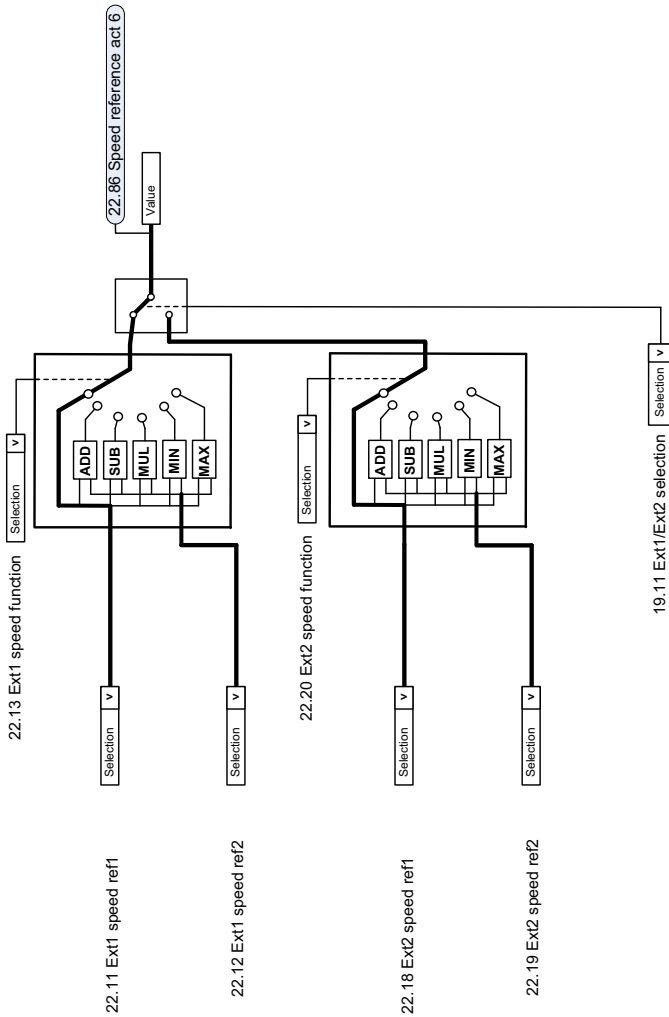 22.86 Speed reference act 6
Value
22.13 Ext1 speed function
Selection v
ADD
SUB
MUL
MIN
MAX
22.11 Ext1 speed ref1
Selection v
22.12 Ext1 speed ref2
Selection v
22.20 Ext2 speed function
Selection v
ADD
SUB
MUL
MIN
MAX
22.18 Ext2 speed ref1
Selection v
22.19 Ext2 speed ref2
Selection v
19.11 Ext1/Ext2 selection
Selection v